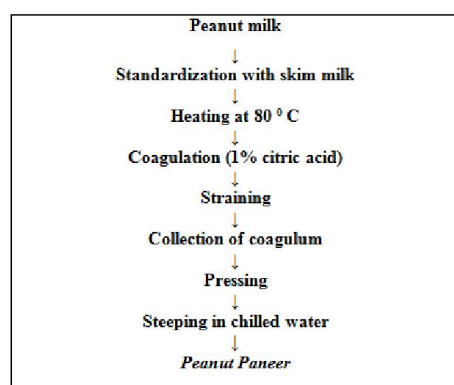 Peanut milk
↓
Standardization with skim milk
↓
Heating at 80 ⁰ C
↓
Coagulation (1% citric acid)
↓
Straining
↓
Collection of coagulum
↓
Pressing
↓
Steeping in chilled water
↓
Peanut Paneer